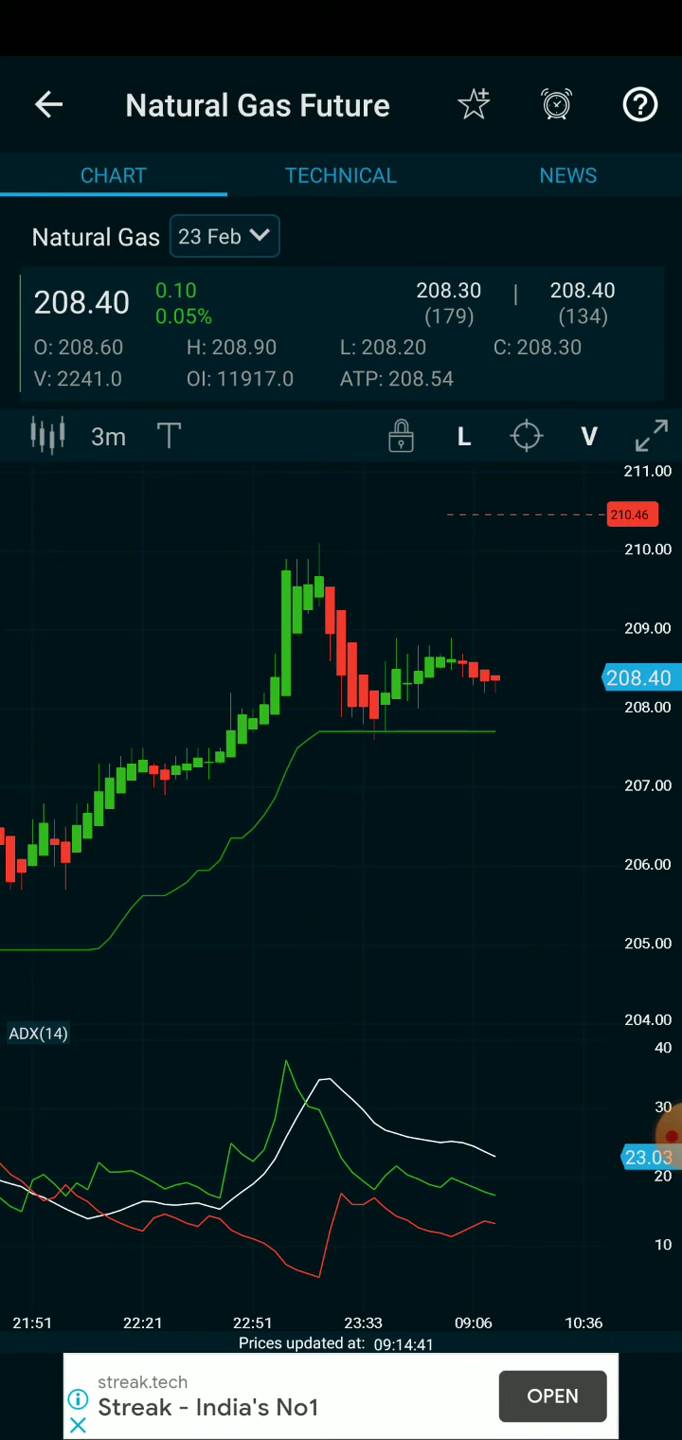 Natural Gas Future
CHART TECHNICAL NEWS
Natural Gas 23 Feb
208.40 0.10 208.30 | 208.40
0.05% (179) (134)
O: 208.60 H: 208.90 L: 208.20 C: 208.30
V: 2241.0 OI: 11917.0 ATP: 208.54
3m T L V
211.00
210.46
210.00
209.00
208.40
208.00
207.00
206.00
205.00
204.00
ADX(14)
40
30
23.03
20
10
21:51 22:21 22:51 23:33 09:06 10:36
Prices updated at: 09:14:41
streak.tech
Streak - India's No1
OPEN